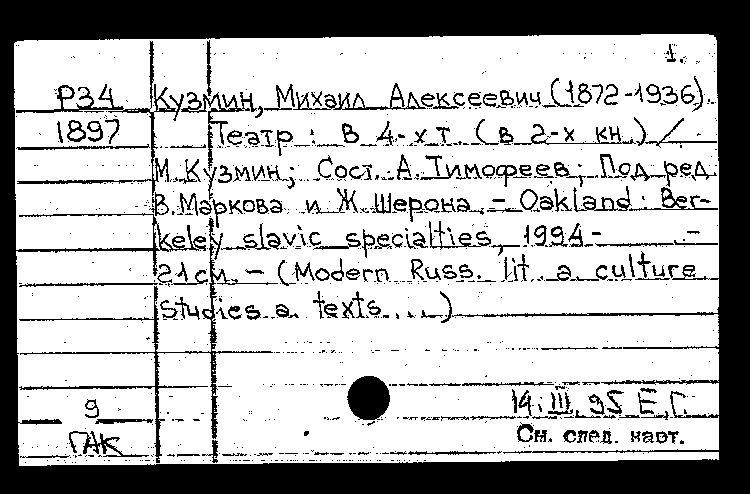 1.
Р34 Кузмин, Михаил Алексеевич (1872-1936).
1897 Театр : В 4-х т. (в 2-х кн.) /
М. Кузмин; Сост. А. Тимофеев; Под ред.
В. Маркова и Ж. Шерона. – Oakland : Ber-
keley slavic specialties, 1994 - . –
21 см. – (Modern Russ. lit. a. culture
Studies a. texts ...)
9 14.III.95 Е.Г.
ГАК См. след. карт.